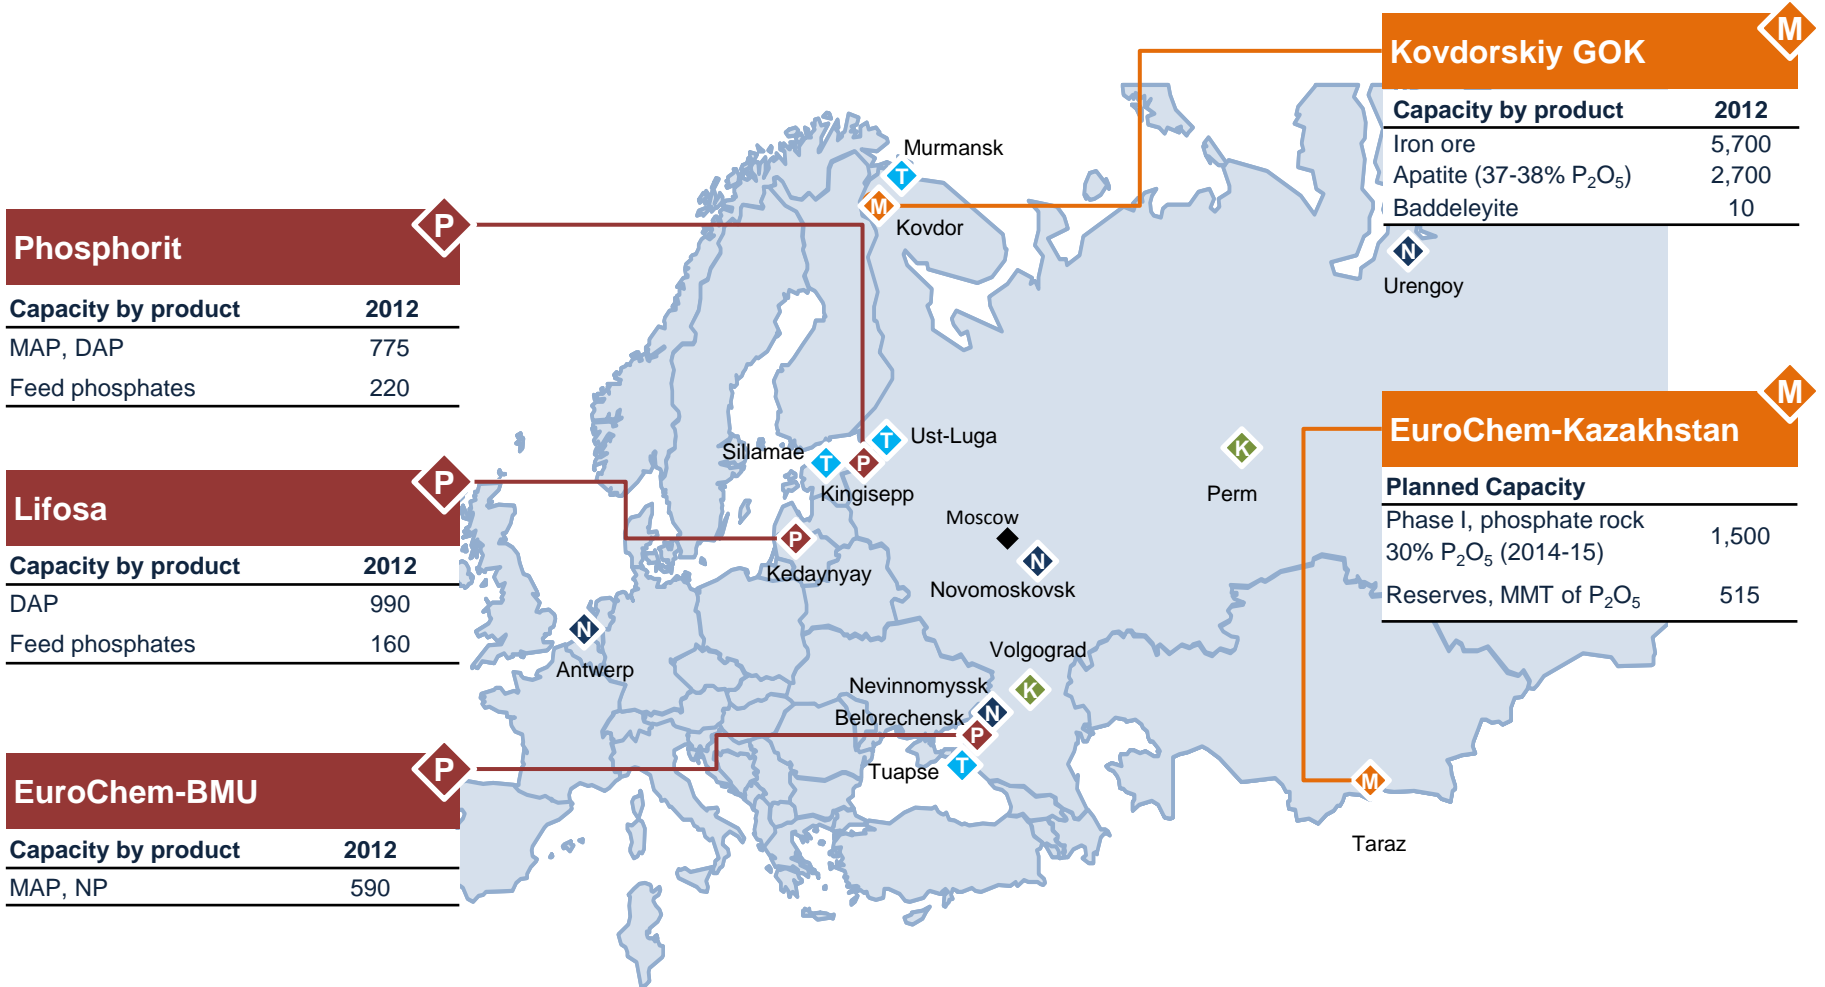 Kovdorskiy GOK
M
Capacity by product 2012
Iron ore 5,700
Apatite (37-38% P₂O₅) 2,700
Baddeleyite 10
Phosphorit
P
Capacity by product 2012
MAP, DAP 775
Feed phosphates 220
Lifosa
P
Capacity by product 2012
DAP 990
Feed phosphates 160
EuroChem-BMU
P
Capacity by product 2012
MAP, NP 590
EuroChem-Kazakhstan
M
Planned Capacity
Phase I, phosphate rock
30% P₂O₅ (2014-15) 1,500
Reserves, MMT of P₂O₅ 515
Murmansk
T
M
Kovdor
N
Urengoy
T
Ust-Luga
Sillamae
T
P
Kingisepp
K
Perm
Moscow
P
Kedaynyay
N
Novomoskovsk
N
Antwerp
Volgograd
K
Nevinnomyssk
N
Belorechensk
P
Tuapse
T
M
Taraz